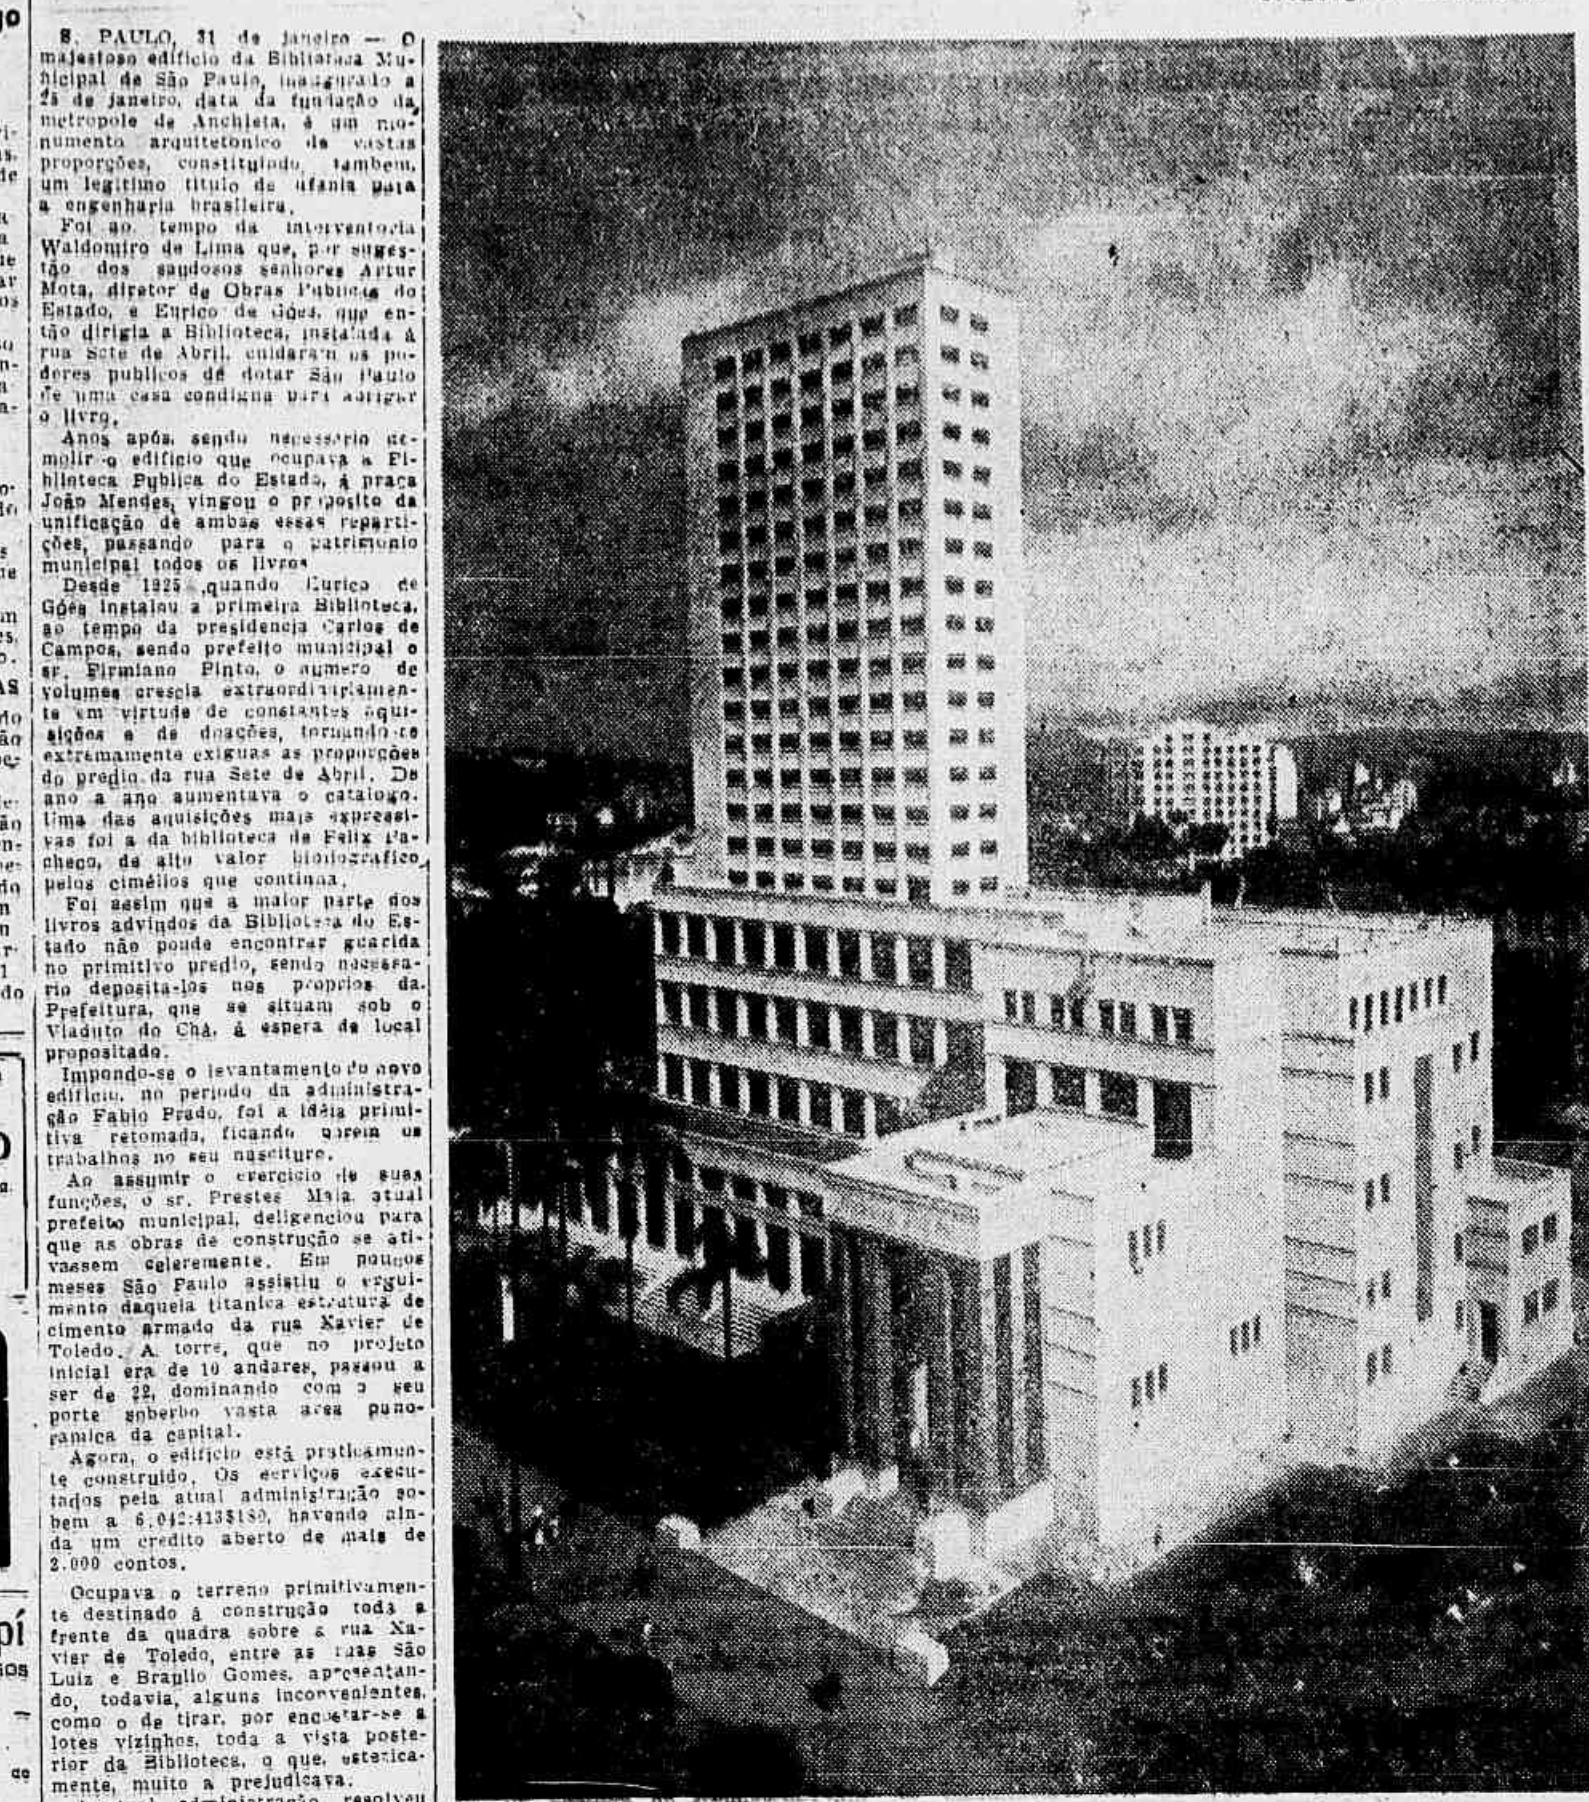 S. PAULO, 31 de janeiro — O
majestoso edificio da Biblioteca Mu-
nicipal de São Paulo, inaugurado a
25 de janeiro, data da fundação da
metropole de Anchieta, é um mo-
numento arquitetonico de vastas
proporções, constituindo, tambem,
um legitimo titulo de ufania para
a engenharia brasileira.
Foi ao tempo da interventoria
Waldomiro de Lima que, por suges-
tão dos saudosos senhores Artur
Mota, diretor de Obras Publicas do
Estado, e Eurico de Góes, que en-
tão dirigia a Biblioteca, instalada á
rua Sete de Abril, cuidaram os po-
deres publicos de dotar São Paulo
de uma casa condigna para abrigar
o livro.
Anos após, sendo necessario de-
molir o edificio que ocupava a Bi-
blioteca Publica do Estado, á praça
João Mendes, vingou o proposito da
unificação de ambas essas reparti-
ções, passando para o patrimonio
municipal todos os livros
Desde 1925 ,quando Eurico de
Góes instalou a primeira Biblioteca,
ao tempo da presidencia Carlos de
Campos, sendo prefeito municipal o
sr. Firmiano Pinto, o numero de
volumes crescia extraordinariamen-
te em virtude de constantes aqui-
sições e de doações, tornando-se
extremamente exiguas as proporções
do predio da rua Sete de Abril. De
ano a ano aumentava o catalogo.
Uma das aquisições mais expressi-
vas foi a da biblioteca de Felix Pa-
checo, de alto valor bibliografico,
pelos cimélios que continha.
Foi assim que a maior parte dos
livros advindos da Biblioteca do Es-
tado não poude encontrar guarida
no primitivo predio, sendo necessa-
rio deposita-los nos proprios da
Prefeitura, que se situam sob o
Viaduto do Chá, á espera de local
propositado.
Impondo-se o levantamento do novo
edificio, no periodo da administra-
ção Fabio Prado, foi a idéia primi-
tiva retomada, ficando porem os
trabalhos no seu nascituro.
Ao assumir o exercicio de suas
funções, o sr. Prestes Maia, atual
prefeito municipal, deligenciou para
que as obras de construção se ati-
vassem celeremente. Em poucos
meses São Paulo assistiu o ergui-
mento daquela titanica estrutura de
cimento armado da rua Xavier de
Toledo. A torre, que no projeto
inicial era de 10 andares, passou a
ser de 22, dominando com o seu
porte soberbo vasta area pano-
ramica da capital.
Agora, o edificio está praticamen-
te construido. Os serviços execu-
tados pela atual administração so-
bem a 6.042:413$180, havendo ain-
da um credito aberto de mais de
2.000 contos.
Ocupava o terreno primitivamen-
te destinado á construção toda a
frente da quadra sobre a rua Xa-
vier de Toledo, entre as ruas São
Luiz e Braulio Gomes, apresentan-
do, todavia, alguns inconvenientes,
como o de tirar, por encostar-se a
lotes vizinhos, toda a vista poste-
rior da Biblioteca, o que, esterica-
mente, muito a prejudicava.
administração resolveu